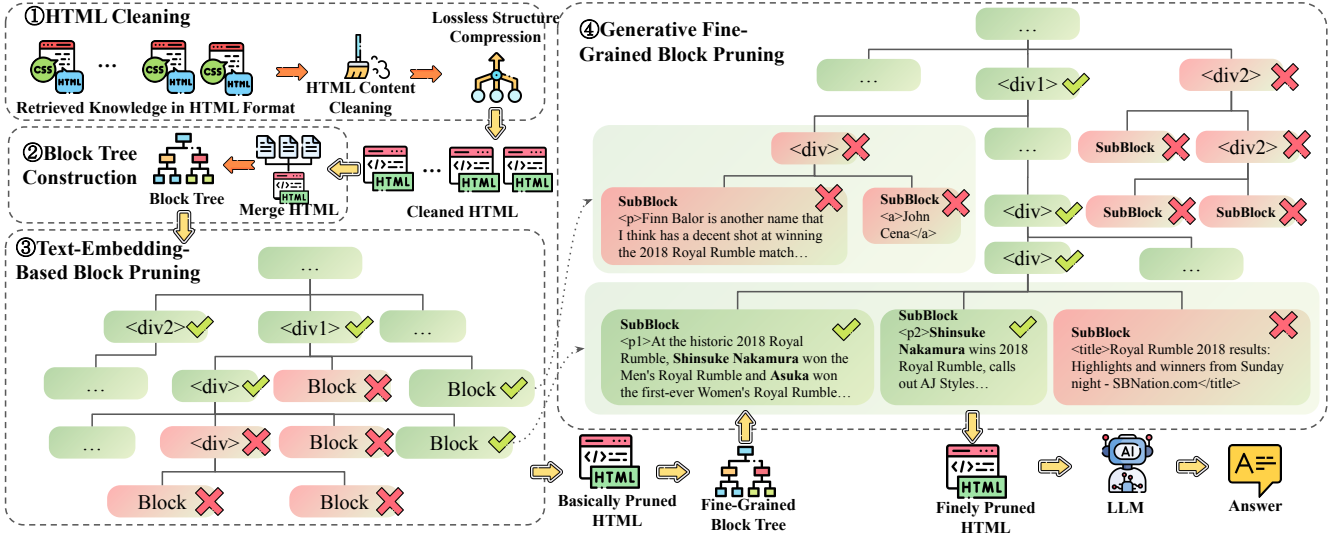 ①HTML Cleaning
CSS
HTML
...
CSS
HTML
CSS
HTML
Retrieved Knowledge in HTML Format
HTML Content
Cleaning
Lossless Structure
Compression
②Block Tree
Construction
Block Tree
Merge HTML
</>
HTML
</>
HTML
...
</>
HTML
</>
HTML
Cleaned HTML
③Text-Embedding-
Based Block Pruning
...
<div2>
<div1>
...
...
<div>
Block
Block
...
<div>
Block
Block
Block
Block
</>
HTML
Basically Pruned
HTML
Fine-Grained
Block Tree
④Generative Fine-
Grained Block Pruning
...
...
<div1>
<div2>
<div>
...
SubBlock
<div2>
SubBlock
<p>Finn Balor is another name that
I think has a decent shot at winning
the 2018 Royal Rumble match…
SubBlock
<a>John
Cena</a>
<div>
SubBlock
SubBlock
<div>
...
SubBlock
<p1>At the historic 2018 Royal
Rumble, Shinsuke Nakamura won the
Men's Royal Rumble and Asuka won
the first-ever Women's Royal Rumble…
SubBlock
<p2>Shinsuke
Nakamura wins 2018
Royal Rumble, calls
out AJ Styles…
SubBlock
<title>Royal Rumble 2018 results:
Highlights and winners from Sunday
night - SBNation.com</title>
</>
HTML
Finely Pruned
HTML
AI
LLM
A
Answer